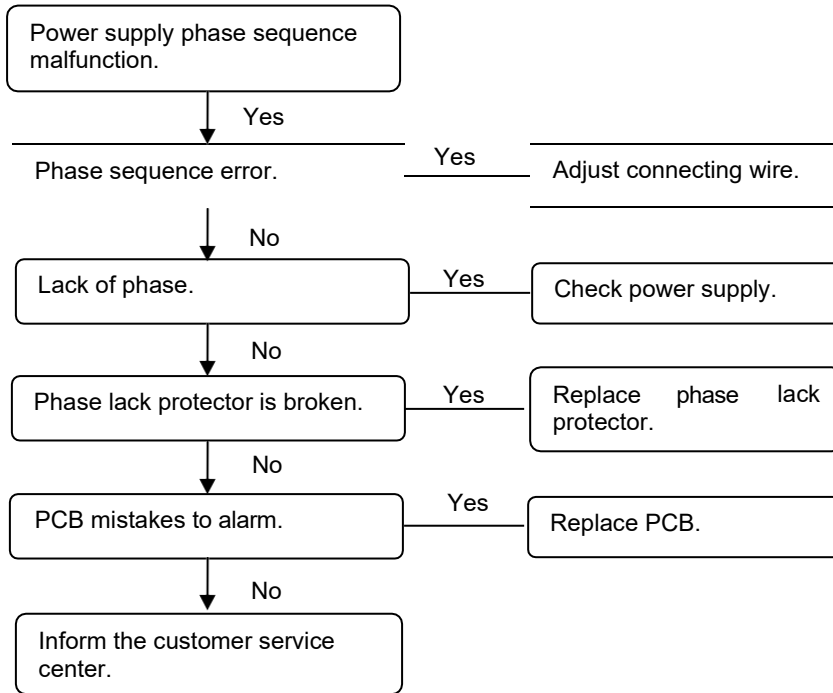 Power supply phase sequence
malfunction.
Yes
Phase sequence error.
Yes
Adjust connecting wire.
No
Lack of phase.
Yes
Check power supply.
No
Phase lack protector is broken.
Yes
Replace phase lack
protector.
No
PCB mistakes to alarm.
Yes
Replace PCB.
No
Inform the customer service
center.